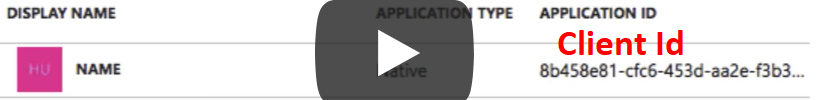 DISPLAY NAME APPLICATION TYPE APPLICATION ID
Client Id
HU NAME Native 8b458e81-cfc6-453d-aa2e-f3b3...